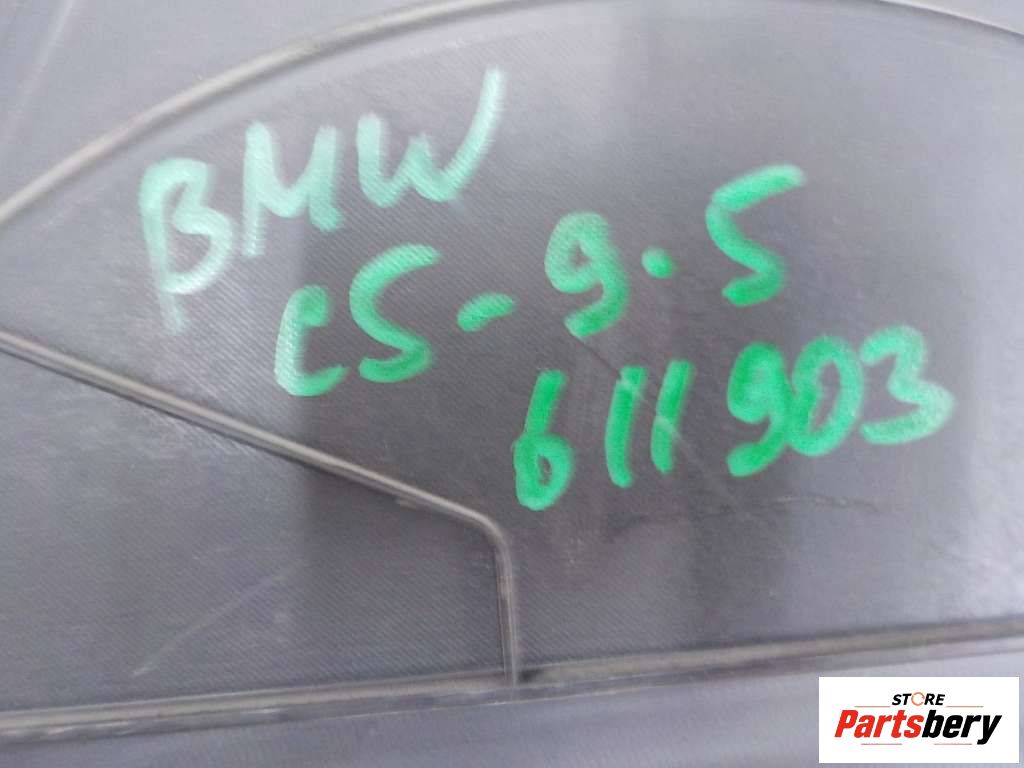 BMW
C5-9.5
611903
STORE
Partsbery